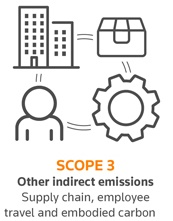 SCOPE 3
Other indirect emissions
Supply chain, employee
travel and embodied carbon